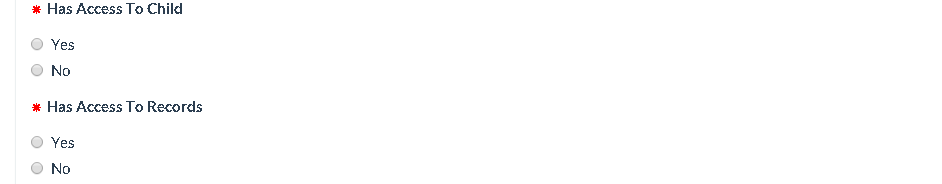 * Has Access To Child
Yes
No
* Has Access To Records
Yes
No